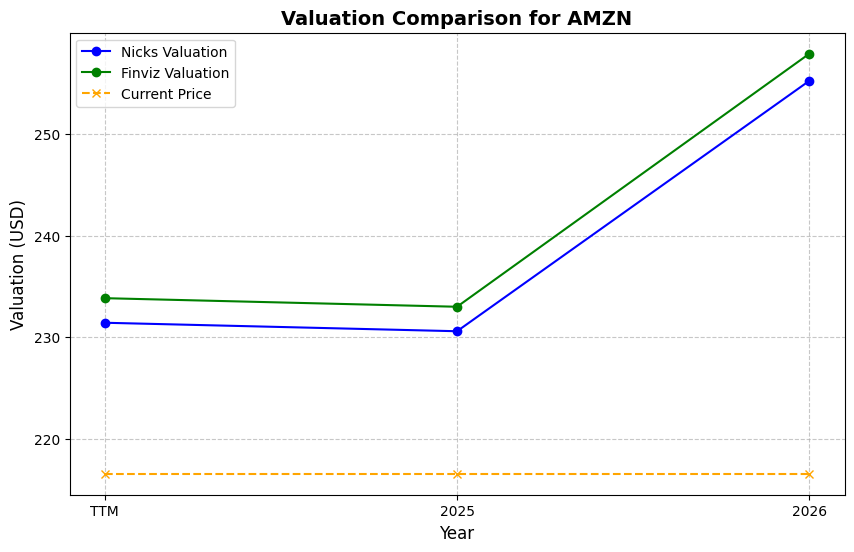 Valuation Comparison for AMZN
Nicks Valuation
Finviz Valuation
Current Price
Valuation (USD)
250
240
230
220
TTM
2025
2026
Year